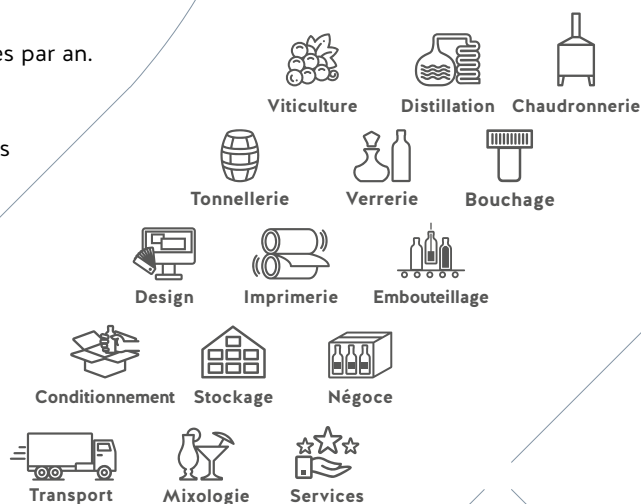 es par an.
Viticulture Distillation Chaudronnerie
s
Tonnellerie Verrerie Bouchage
Design Imprimerie Embouteillage
Conditionnement Stockage Négoce
Transport Mixologie Services